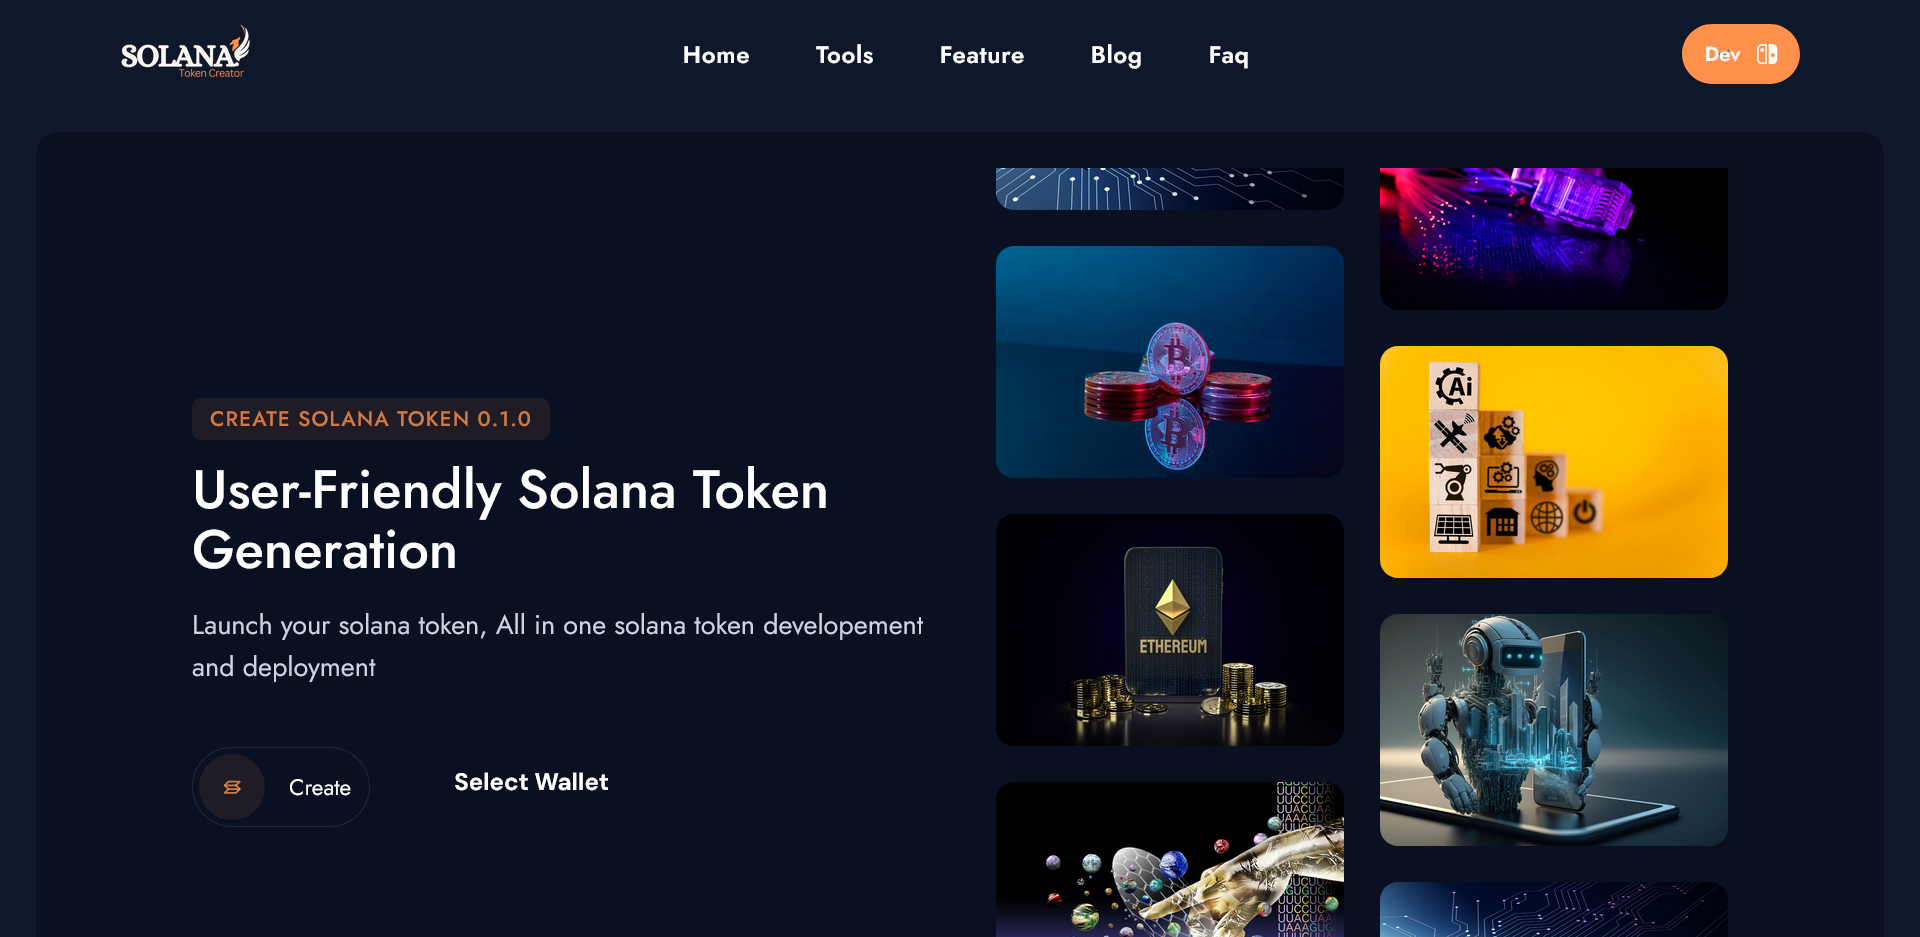 SOLANA
Token Creator
Home
Tools
Feature
Blog
Faq
Dev
CREATE SOLANA TOKEN 0.1.0
User-Friendly Solana Token
Generation
Launch your solana token, All in one solana token developement
and deployment
Create
Select Wallet
Ai
ETHEREUM